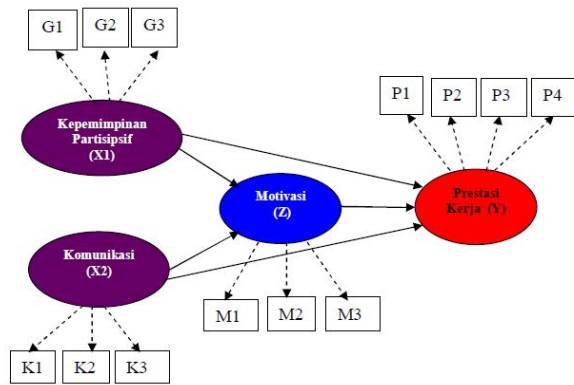 G1
G2
G3
P1
P2
P3
P4
Kepemimpinan
Partisipsif
(X1)
Motivasi
(Z)
Prestasi
Kerja (Y)
Komunikasi
(X2)
M1
M2
M3
K1
K2
K3